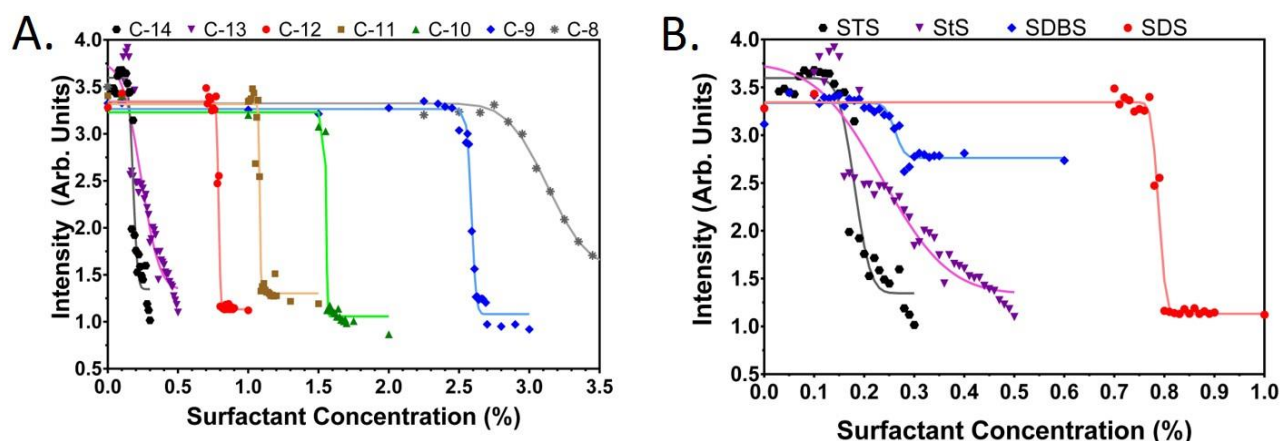 A.
C-14 C-13 C-12 C-11 C-10 C-9 C-8
Intensity (Arb. Units)
4.0
3.5
3.0
2.5
2.0
1.5
1.0
0.5
0.0 0.5 1.0 1.5 2.0 2.5 3.0 3.5
Surfactant Concentration (%)
B.
STS StS SDBS SDS
Intensity (Arb. Units)
4.0
3.5
3.0
2.5
2.0
1.5
1.0
0.5
0.0 0.1 0.2 0.3 0.4 0.5 0.6 0.7 0.8 0.9 1.0
Surfactant Concentration (%)